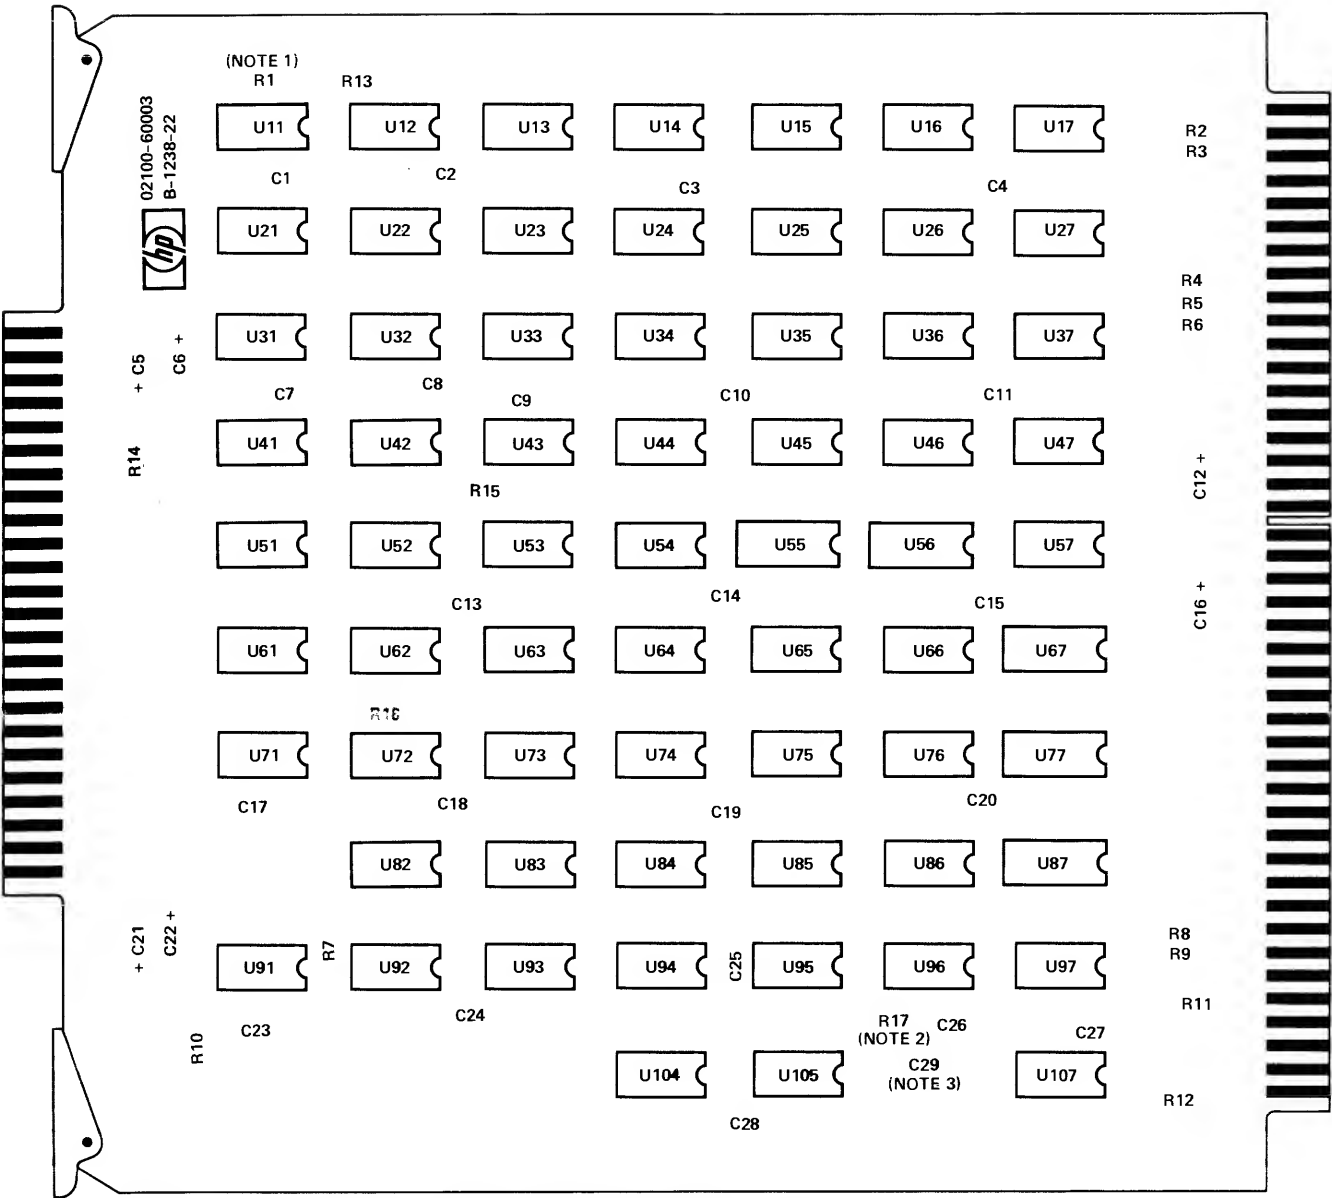 (NOTE 1)
R1 R13
02100-60003
B-1238-22
hp
U11 U12 U13 U14 U15 U16 U17
R2
R3
C1 C2 C3 C4
U21 U22 U23 U24 U25 U26 U27
R4
R5
R6
U31 U32 U33 U34 U35 U36 U37
+ C5
C6 +
C7 C8 C9 C10 C11
U41 U42 U43 U44 U45 U46 U47
R14
C12 +
R15
U51 U52 U53 U54 U55 U56 U57
C13 C14 C15
C16 +
U61 U62 U63 U64 U65 U66 U67
R16
U71 U72 U73 U74 U75 U76 U77
C17 C18 C19 C20
U82 U83 U84 U85 U86 U87
+ C21
C22 +
R8
R9
U91 R7 U92 U93 U94 C25 U95 U96 U97
R11
C23 C24
R17
(NOTE 2)
C26 C27
R10
U104 U105
C29
(NOTE 3)
U107
R12
C28